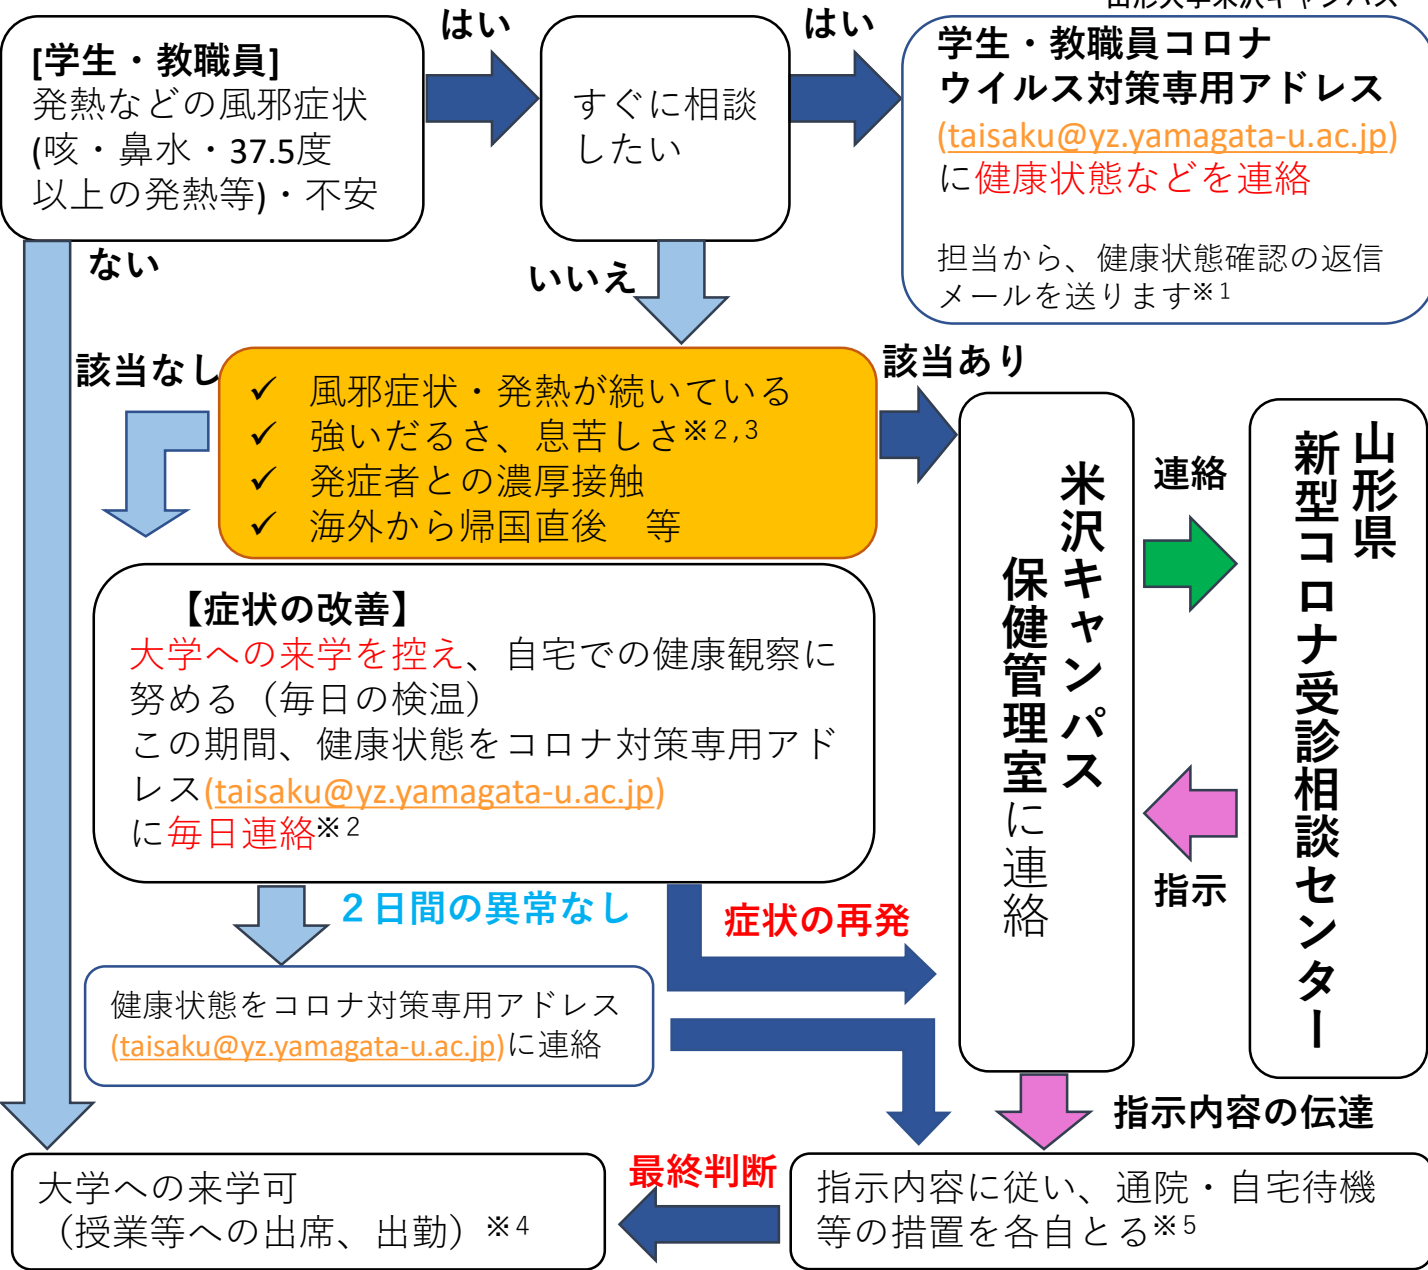 山形大学米沢キャンパス
はい
はい
[学生・教職員]
発熱などの風邪症状
(咳・鼻水・37.5度
以上の発熱等)・不安
すぐに相談
したい
学生・教職員コロナ
ウイルス対策専用アドレス
(taisaku@yz.yamagata-u.ac.jp)
に健康状態などを連絡
担当から、健康状態確認の返信
メールを送ります※1
ない
いいえ
該当なし
該当あり
✓ 風邪症状・発熱が続いている
✓ 強いだるさ、息苦しさ※2,3
✓ 発症者との濃厚接触
✓ 海外から帰国直後　等
【症状の改善】
大学への来学を控え、自宅での健康観察に
努める（毎日の検温）
この期間、健康状態をコロナ対策専用アド
レス(taisaku@yz.yamagata-u.ac.jp)
に毎日連絡※2
米沢キャンパス
保健管理室に連絡
連絡
指示
山形県
新型コロナ受診相談センター
２日間の異常なし
症状の再発
健康状態をコロナ対策専用アドレス
(taisaku@yz.yamagata-u.ac.jp)に連絡
指示内容の伝達
大学への来学可
（授業等への出席、出勤）※4
最終判断
指示内容に従い、通院・自宅待機
等の措置を各自とる※5